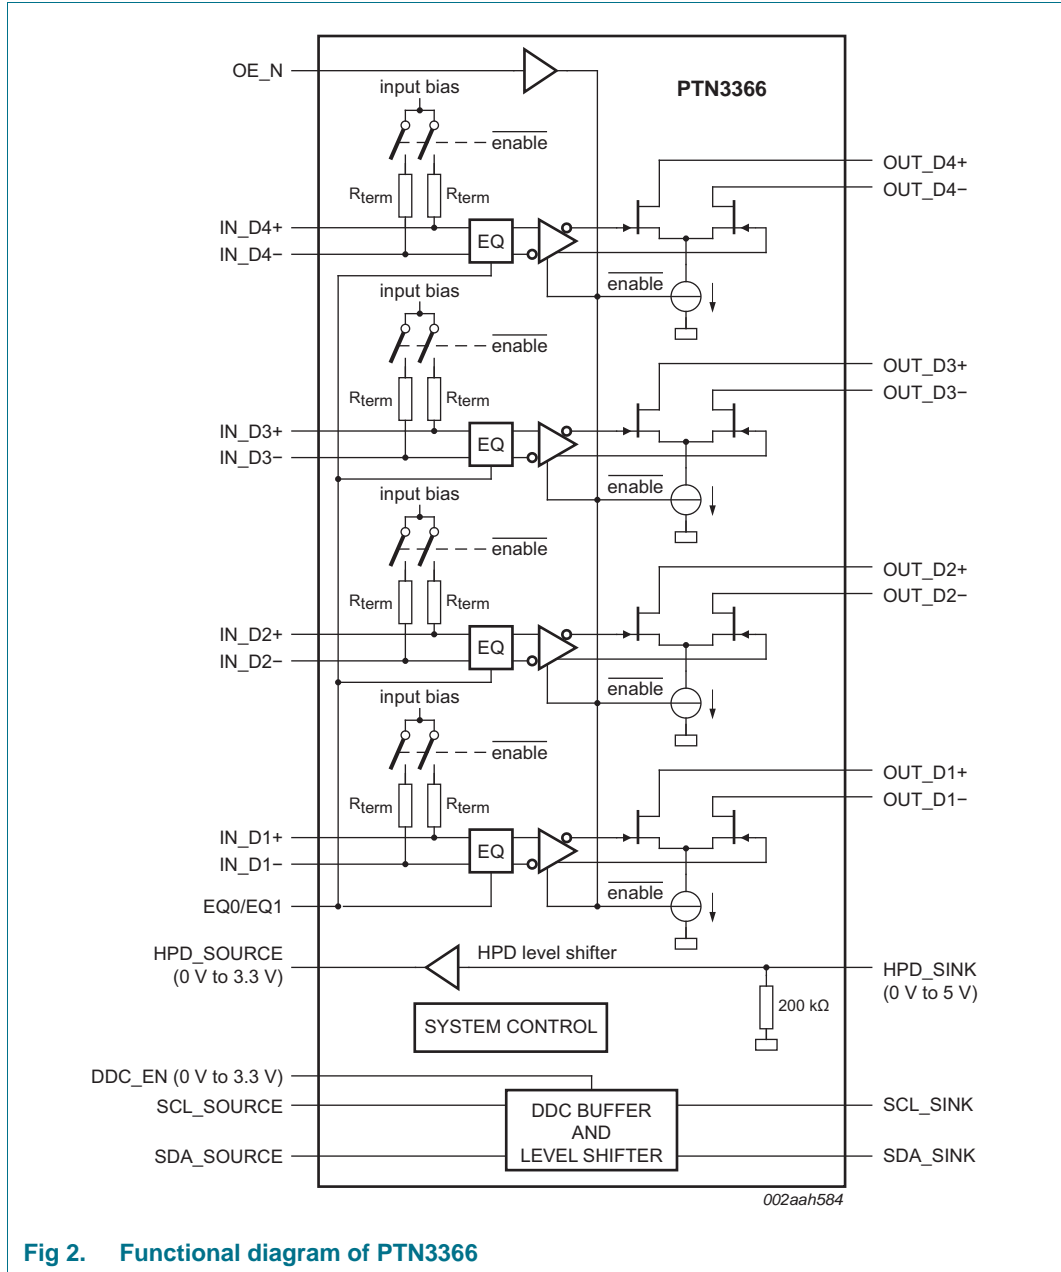 OE_N
input bias
PTN3366
enable
OUT_D4+
OUT_D4−
Rterm
Rterm
IN_D4+
IN_D4−
EQ
enable
input bias
enable
OUT_D3+
OUT_D3−
Rterm
Rterm
IN_D3+
IN_D3−
EQ
enable
input bias
enable
OUT_D2+
OUT_D2−
Rterm
Rterm
IN_D2+
IN_D2−
EQ
enable
input bias
enable
OUT_D1+
OUT_D1−
Rterm
Rterm
IN_D1+
IN_D1−
EQ
enable
EQ0/EQ1
HPD_SOURCE
(0 V to 3.3 V)
HPD level shifter
HPD_SINK
(0 V to 5 V)
200 kΩ
SYSTEM CONTROL
DDC_EN (0 V to 3.3 V)
SCL_SOURCE
DDC BUFFER
AND
LEVEL SHIFTER
SCL_SINK
SDA_SOURCE
SDA_SINK
002aah584
Fig 2. Functional diagram of PTN3366